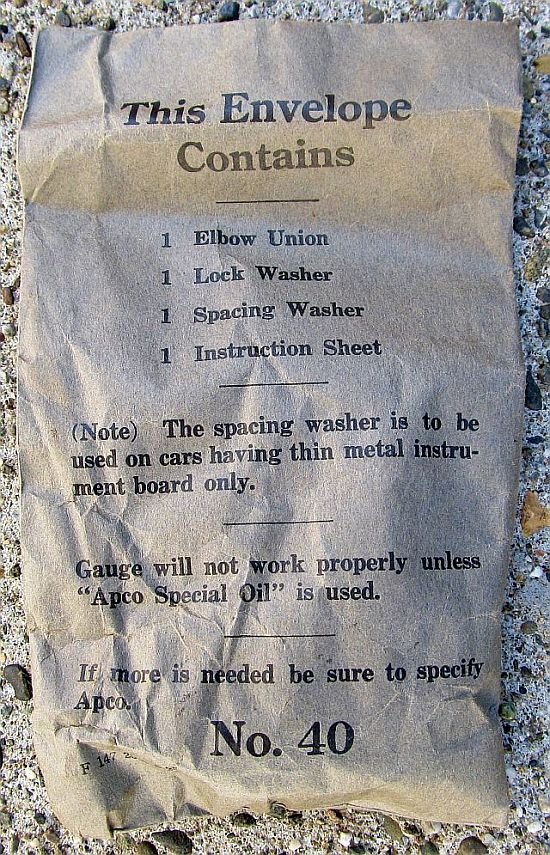 This Envelope
Contains
1 Elbow Union
1 Lock Washer
1 Spacing Washer
1 Instruction Sheet
(Note) The spacing washer is to be
used on cars having thin metal instru-
ment board only.
Gauge will not work properly unless
"Apco Special Oil" is used.
If more is needed be sure to specify
Apco.
No. 40
F 147